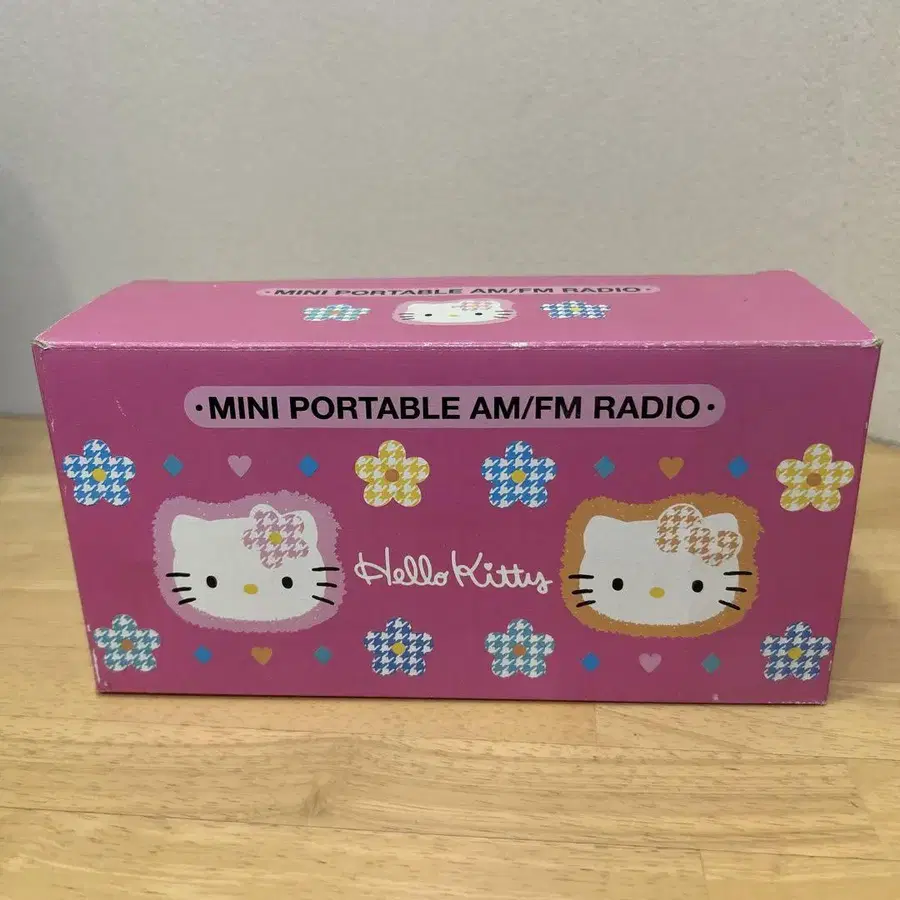 ·MINI PORTABLE AM/FM RADIO·
·MINI PORTABLE AM/FM RADIO·
Hello Kitty